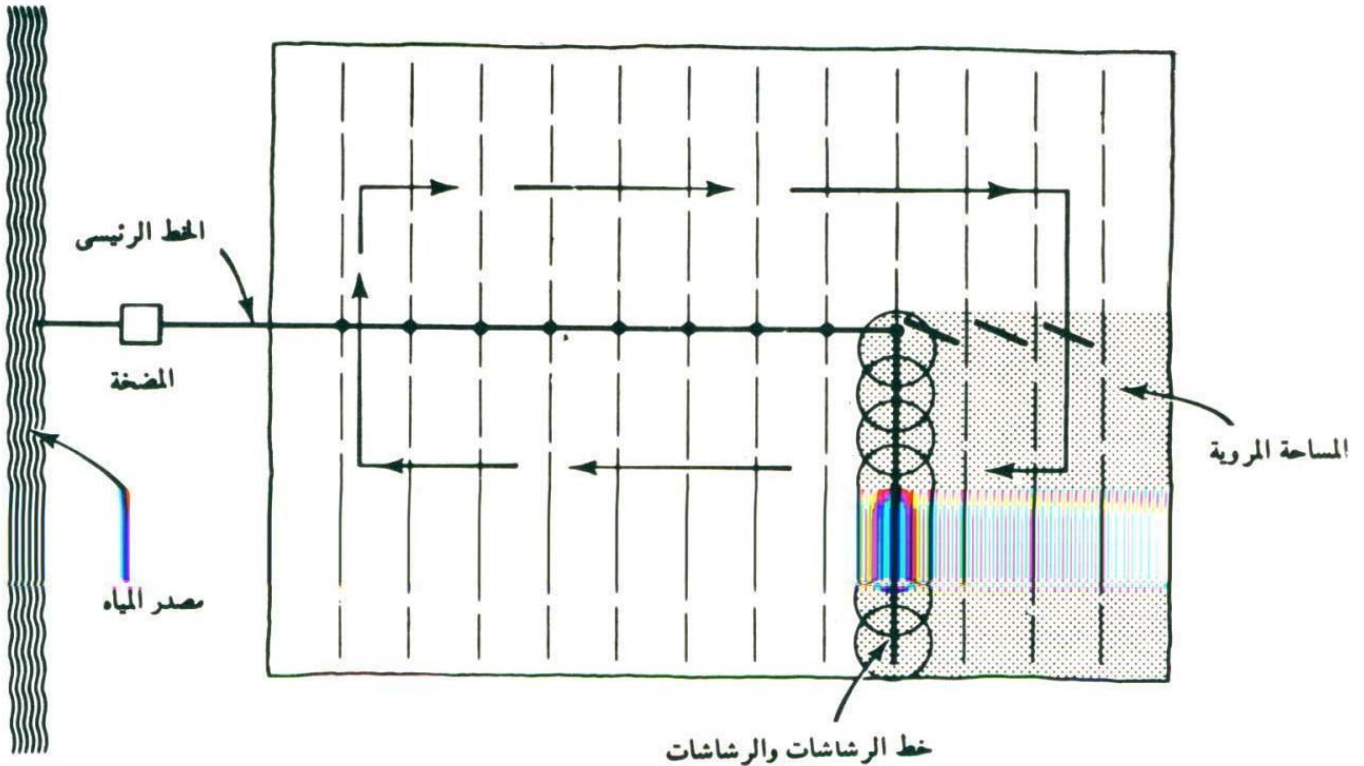 الخط الرئيسى
المضخة
المساحة المروية
مصدر المياه
خط الرشاشات والرشاشات